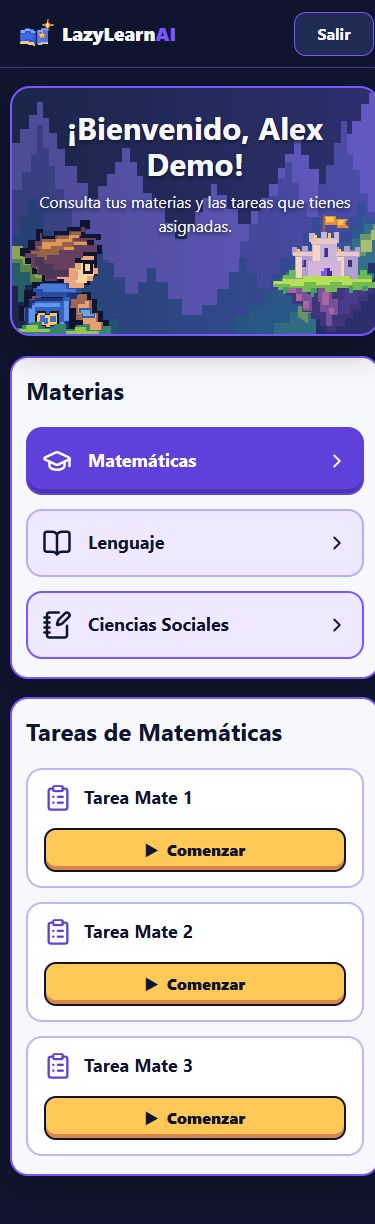 LazyLearnAI
Salir
¡Bienvenido, Alex
Demo!
Consulta tus materias y las tareas que tienes
asignadas.
Materias
Matemáticas
Lenguaje
Ciencias Sociales
Tareas de Matemáticas
Tarea Mate 1
Comenzar
Tarea Mate 2
Comenzar
Tarea Mate 3
Comenzar